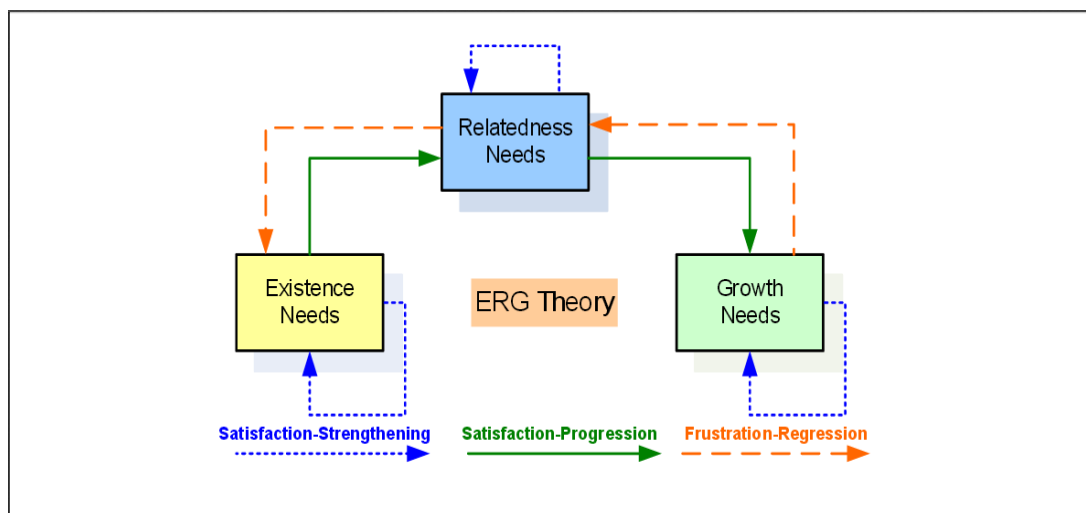 Relatedness
Needs
Existence
Needs
ERG Theory
Growth
Needs
Satisfaction-Strengthening
Satisfaction-Progression
Frustration-Regression